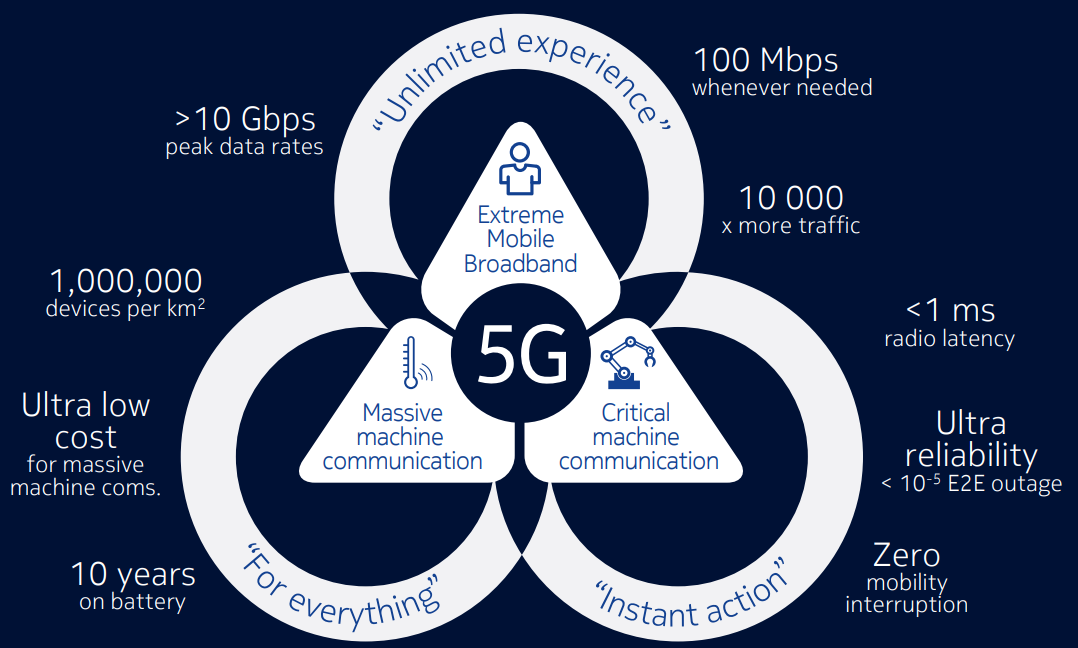 “Unlimited experience”
>10 Gbps
peak data rates
100 Mbps
whenever needed
10 000
x more traffic
Extreme
Mobile
Broadband
1,000,000
devices per km²
Ultra low
cost
for massive
machine coms.
10 years
on battery
5G
Massive
machine
communication
Critical
machine
communication
<1 ms
radio latency
Ultra
reliability
< 10⁻⁵ E2E outage
Zero
mobility
interruption
“For everything”
“Instant action”